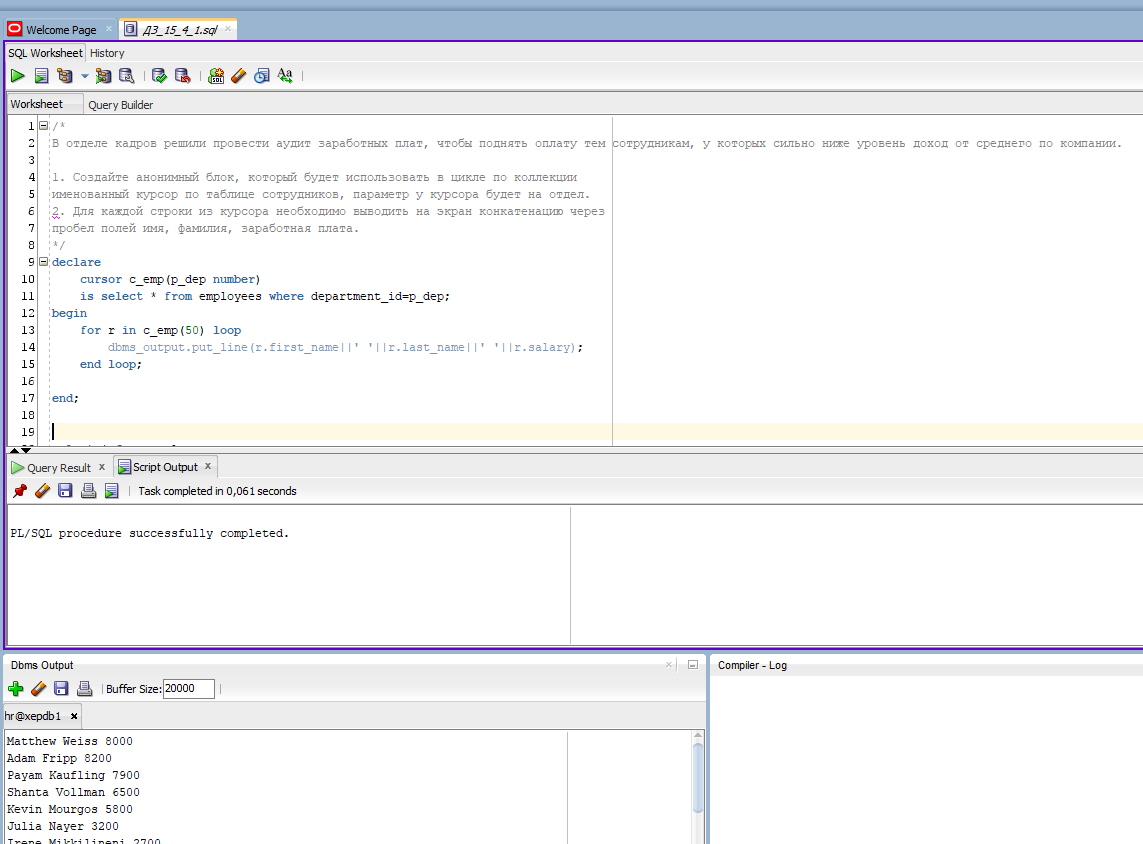 Welcome Page
ДЗ_15_4_1.sql
SQL Worksheet History
Worksheet Query Builder
1 /*
2 В отделе кадров решили провести аудит заработных плат, чтобы поднять оплату тем сотрудникам, у которых сильно ниже уровень доход от среднего по компании.
3
4 1. Создайте анонимный блок, который будет использовать в цикле по коллекции
5 именованный курсор по таблице сотрудников, параметр у курсора будет на отдел.
6 2. Для каждой строки из курсора необходимо выводить на экран конкатенацию через
7 пробел полей имя, фамилия, заработная плата.
8 */
9 declare
10 cursor c_emp(p_dep number)
11 is select * from employees where department_id=p_dep;
12 begin
13 for r in c_emp(50) loop
14 dbms_output.put_line(r.first_name||' '||r.last_name||' '||r.salary);
15 end loop;
16
17 end;
18
19
Query Result x Script Output x
Task completed in 0,061 seconds
PL/SQL procedure successfully completed.
Dbms Output
Buffer Size: 20000
hr@xepdb1
Matthew Weiss 8000
Adam Fripp 8200
Payam Kaufling 7900
Shanta Vollman 6500
Kevin Mourgos 5800
Julia Nayer 3200
Irene Mikkilineni 2700
Compiler - Log